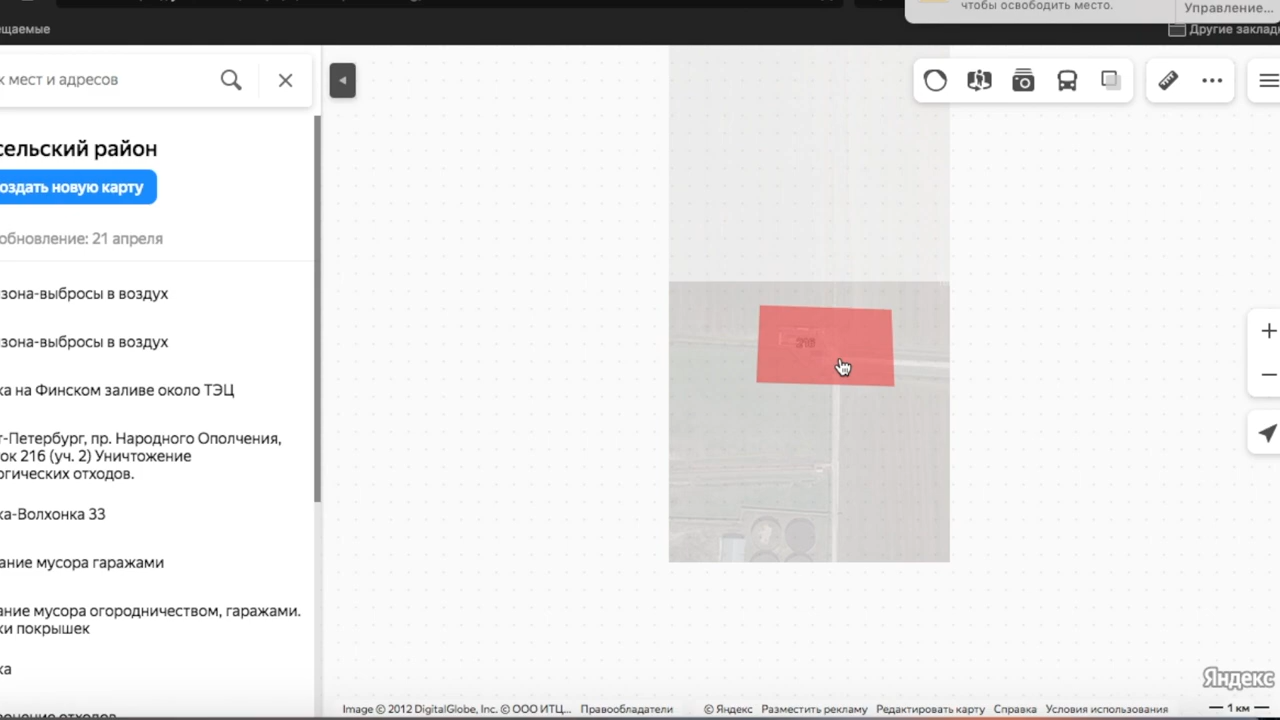 чтобы освободить место.
Управление...
ещаемые
Другие заклад
к мест и адресов
сельский район
оздать новую карту
обновление: 21 апреля
зона-выбросы в воздух
зона-выбросы в воздух
ка на Финском заливе около ТЭЦ
т-Петербург, пр. Народного Ополчения,
ок 216 (уч. 2) Уничтожение
огических отходов.
ка-Волхонка 33
ание мусора гаражами
ание мусора огородничеством, гаражами.
ки покрышек
ка
Яндекс
Image © 2012 DigitalGlobe, Inc. © ООО ИТЦ... Правообладатели © Яндекс Разместить рекламу Редактировать карту Справка Условия использования 1 км